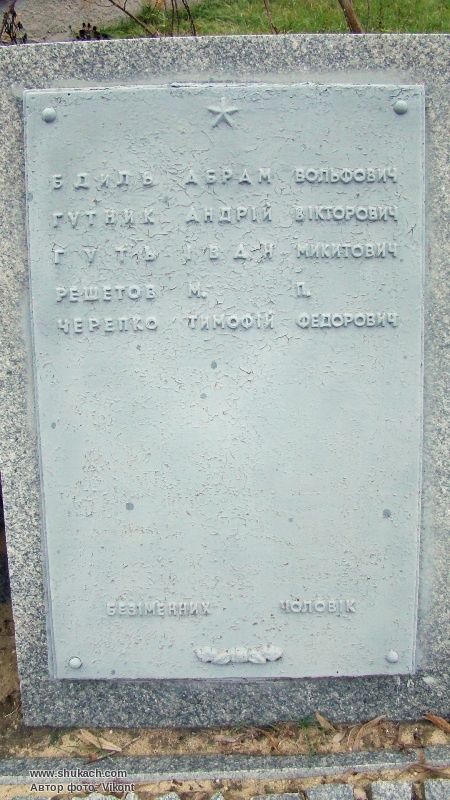 БДИЛЬ АБРАМ ВОЛЬФОВИЧ
ГУТНИК АНДРІЙ ВІКТОРОВИЧ
ГУТЬ ІВАН МИКИТОВИЧ
РЕШЕТОВ М. П.
ЧЕРЕПКО ТИМОФІЙ ФЕДОРОВИЧ
БЕЗІМЕННИХ ЧОЛОВІК
www.shukach.com
Автор фото: Vikont